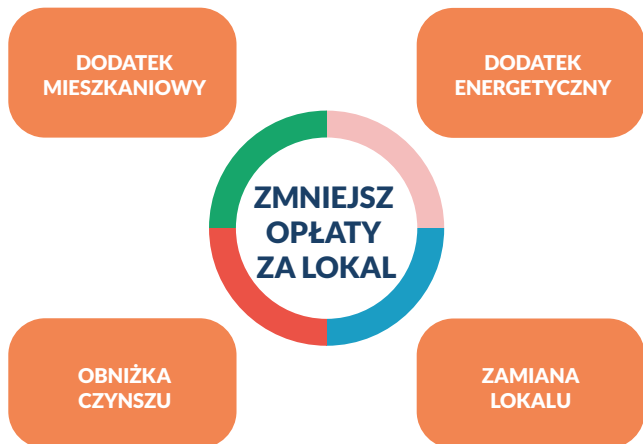 DODATEK
MIESZKANIOWY
DODATEK
ENERGETYCZNY
ZMNIEJSZ
OPŁATY
ZA LOKAL
OBNIŻKA
CZYNSZU
ZAMIANA
LOKALU